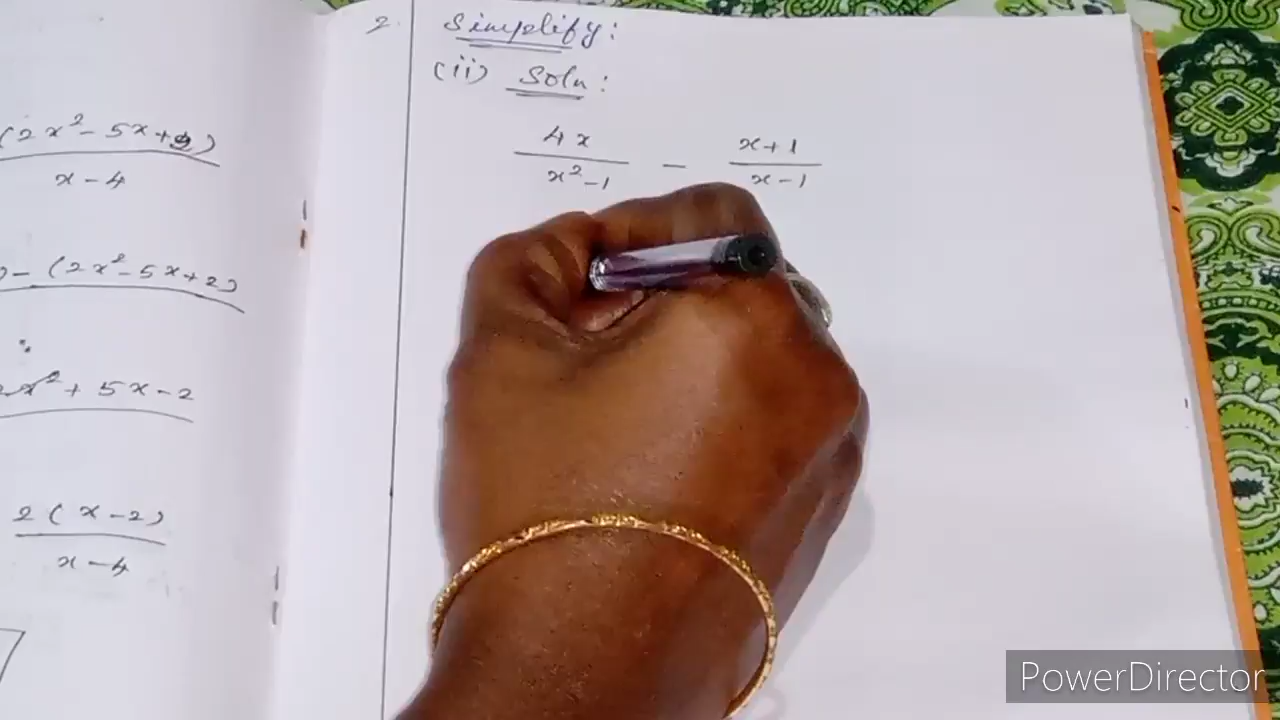 (2x² - 5x + 2)
x - 4
- (2x² - 5x + 2)
x² + 5x - 2
2(x - 2)
x - 4
2. Simplify:
(ii) Soln:
4x / x² - 1 - x + 1 / x - 1
PowerDirector